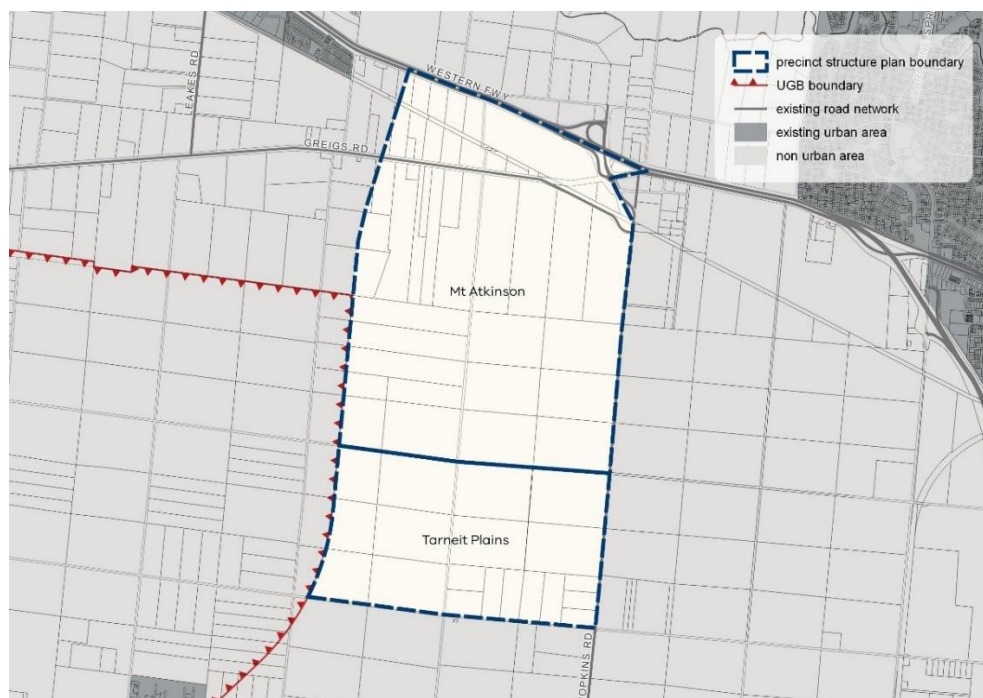 WESTERN FWY
LEAKES RD
GREIGS RD
precinct structure plan boundary
UGB boundary
existing road network
existing urban area
non urban area
Mt Atkinson
Tarneit Plains
OPKINS RD